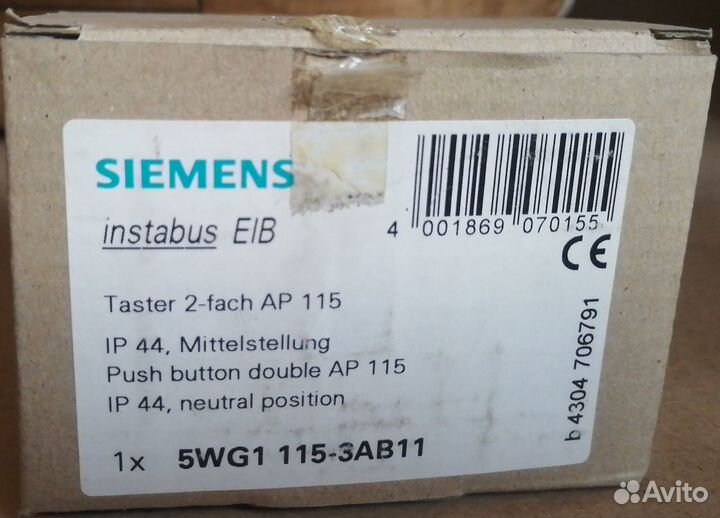 SIEMENS
instabus EIB
4 001869 070155
CE
Taster 2-fach AP 115
IP 44, Mittelstellung
Push button double AP 115
IP 44, neutral position
1x 5WG1 115-3AB11
b 4304 706791
Avito